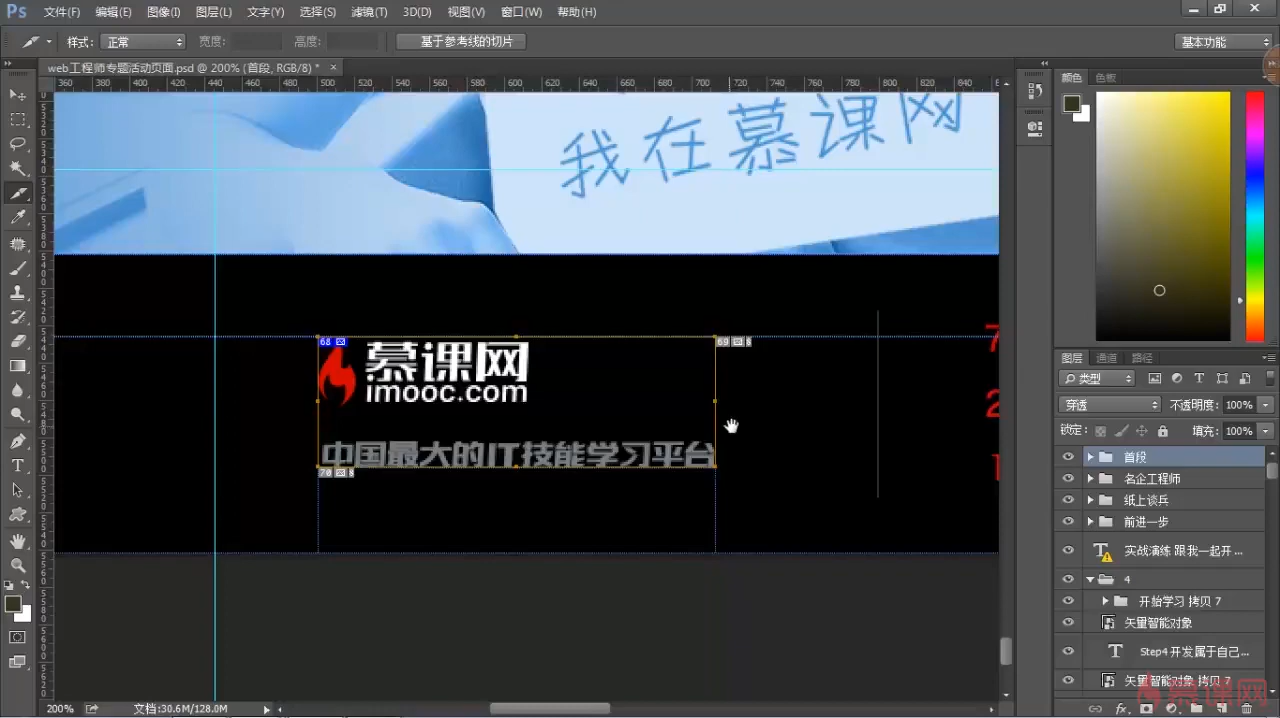 Ps 文件(F) 编辑(E) 图像(I) 图层(L) 文字(Y) 选择(S) 滤镜(T) 3D(D) 视图(V) 窗口(W) 帮助(H)
样式: 正常 宽度: 高度: 基于参考线的切片 基本功能
web工程师专题活动页面.psd @ 200% (首段, RGB/8) * ×
360 380 400 420 440 460 480 500 520 540 560 580 600 620 640 660 680 700 720 740 760 780 800 820 840
颜色 色板
我在慕课网
68
69
慕课网
imooc.com
中国最大的IT技能学习平台
70
7
2
1
图层 通道 路径
类型
穿透 不透明度: 100%
锁定: 填充: 100%
首段
名企工程师
纸上谈兵
前进一步
实战演练 跟我一起开...
4
开始学习 拷贝 7
矢量智能对象
Step4 开发属于自己...
矢量智能对象 拷贝 7
慕课网
200% 文档:30.6M/128.0M